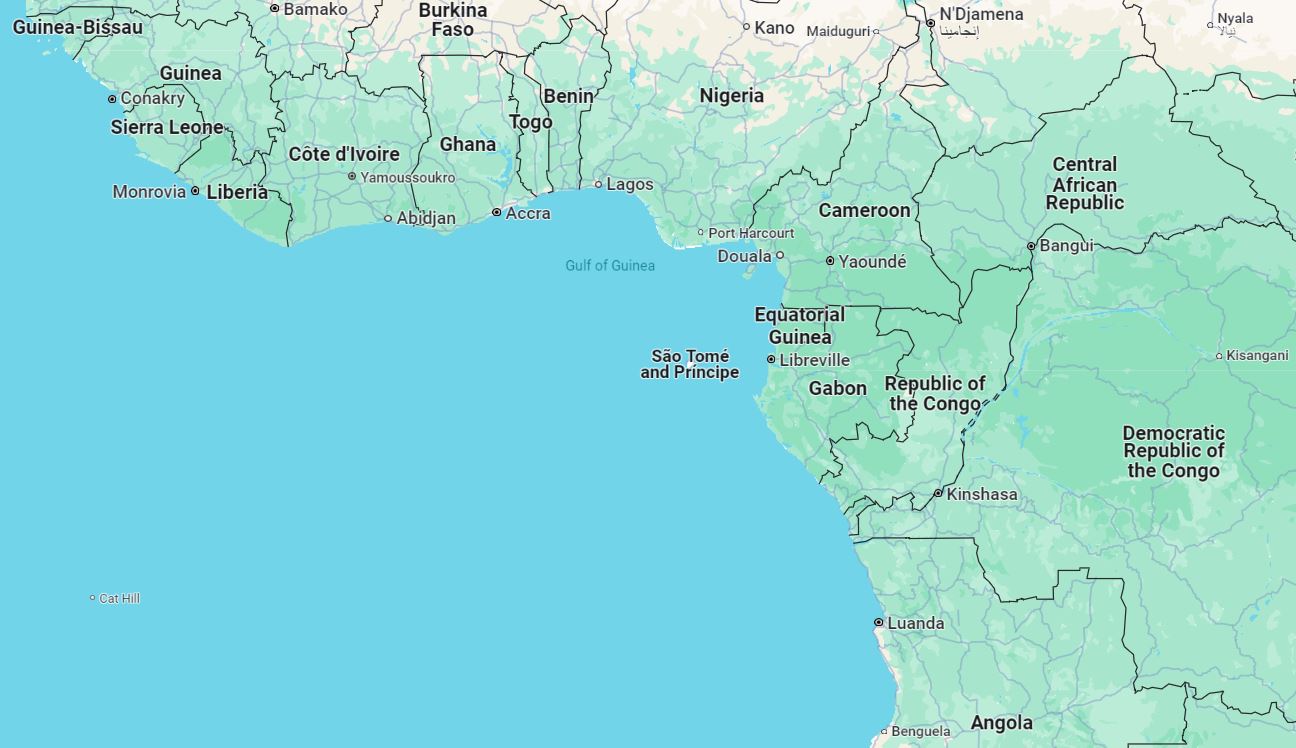 Bamako
Burkina
Faso
N'Djamena
إنجامينا
Nyala
نيالا
Guinea-Bissau
Kano
Maiduguri
Guinea
Conakry
Benin
Nigeria
Sierra Leone
Togo
Ghana
Côte d'Ivoire
Yamoussoukro
Central
African
Republic
Monrovia
Liberia
Lagos
Abidjan
Accra
Cameroon
Port Harcourt
Bangui
Douala
Yaoundé
Gulf of Guinea
Equatorial
Guinea
São Tomé
and Príncipe
Libreville
Kisangani
Gabon
Republic of
the Congo
Democratic
Republic of
the Congo
Kinshasa
Cat Hill
Luanda
Angola
Benguela